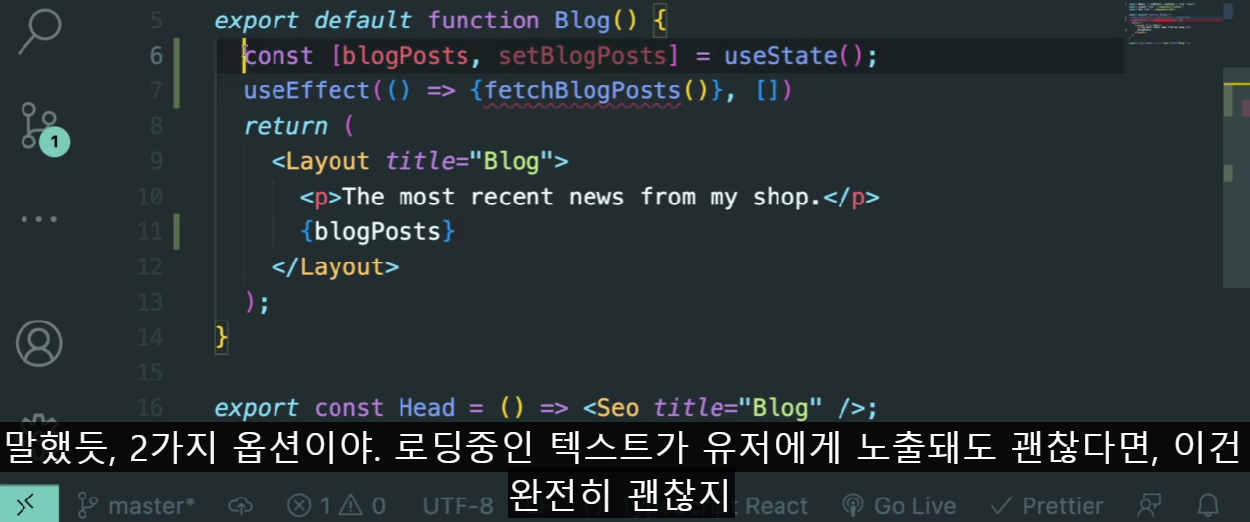 5 export default function Blog() {
6 const [blogPosts, setBlogPosts] = useState();
7 useEffect(() => {fetchBlogPosts()}, [])
8 return (
9 <Layout title="Blog">
10 <p>The most recent news from my shop.</p>
11 {blogPosts}
12 </Layout>
13 );
14 }
15
16 export const Head = () => <Seo title="Blog" />;
1
말했듯, 2가지 옵션이야. 로딩중인 텍스트가 유저에게 노출돼도 괜찮다면, 이건
완전히 괜찮지
master* 1 0 UTF-8 React Go Live Prettier